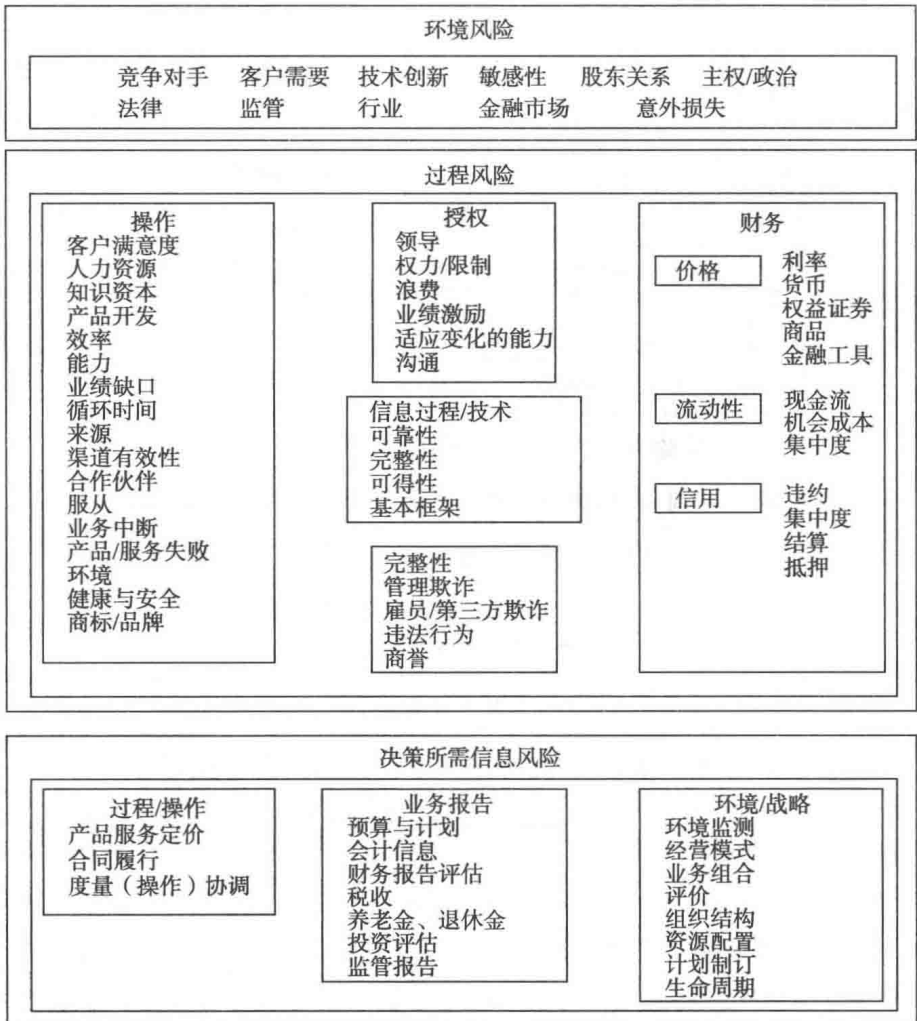 环境风险
竞争对手 客户需要 技术创新 敏感性 股东关系 主权/政治
法律 监管 行业 金融市场 意外损失
过程风险
操作
客户满意度
人力资源
知识资本
产品开发
效率
能力
业绩缺口
循环时间
来源
渠道有效性
合作伙伴
服从
业务中断
产品/服务失败
环境
健康与安全
商标/品牌
授权
领导
权力/限制
浪费
业绩激励
适应变化的能力
沟通
信息过程/技术
可靠性
完整性
可得性
基本框架
完整性
管理欺诈
雇员/第三方欺诈
违法行为
商誉
财务
价格
利率
货币
权益证券
商品
金融工具
流动性
现金流
机会成本
集中度
信用
违约
集中度
结算
抵押
决策所需信息风险
过程/操作
产品服务定价
合同履行
度量（操作）协调
业务报告
预算与计划
会计信息
财务报告评估
税收
养老金、退休金
投资评估
监管报告
环境/战略
环境监测
经营模式
业务组合
评价
组织结构
资源配置
计划制订
生命周期